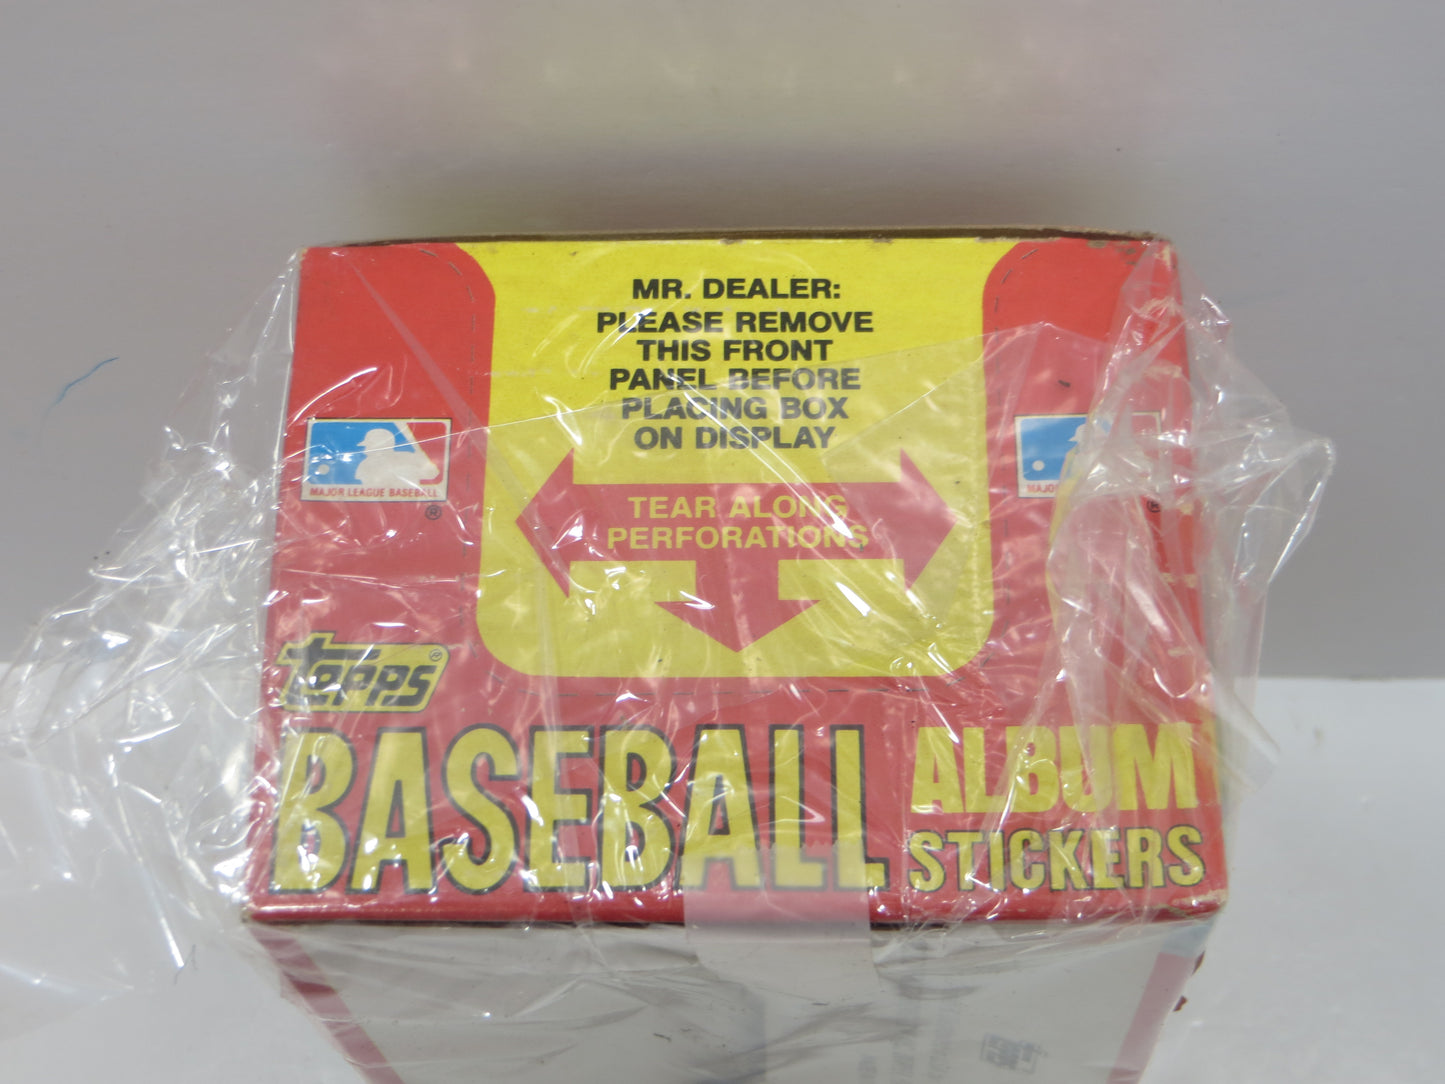 MR. DEALER:
PLEASE REMOVE
THIS FRONT
PANEL BEFORE
PLACING BOX
ON DISPLAY
TEAR ALONG
PERFORATIONS
MAJOR LEAGUE BASEBALL
®
MAJO
®
Topps®
BASEBALL
ALBUM
STICKERS